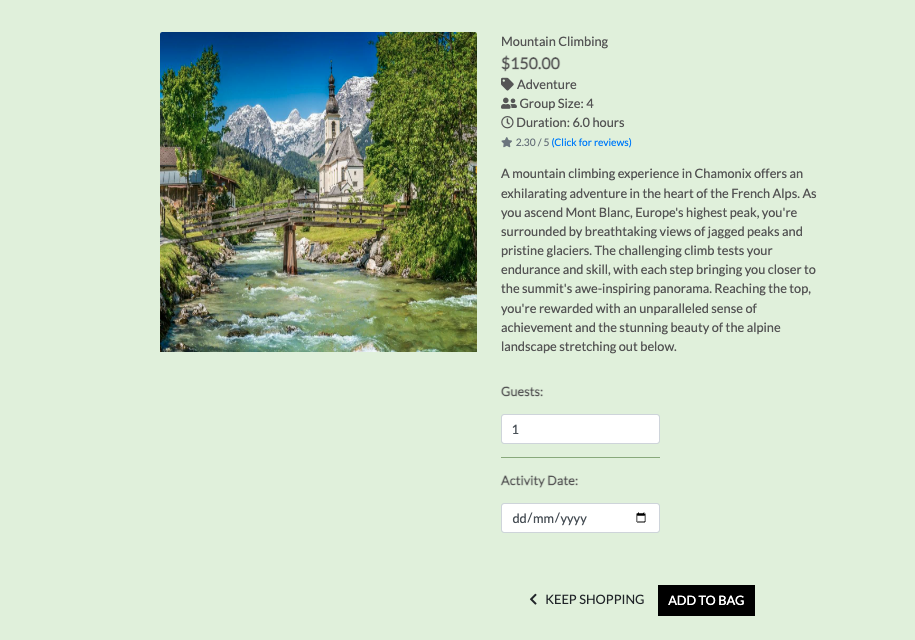 Mountain Climbing
$150.00
Adventure
Group Size: 4
Duration: 6.0 hours
2.30 / 5 (Click for reviews)
A mountain climbing experience in Chamonix offers an
exhilarating adventure in the heart of the French Alps. As
you ascend Mont Blanc, Europe's highest peak, you're
surrounded by breathtaking views of jagged peaks and
pristine glaciers. The challenging climb tests your
endurance and skill, with each step bringing you closer to
the summit's awe-inspiring panorama. Reaching the top,
you're rewarded with an unparalleled sense of
achievement and the stunning beauty of the alpine
landscape stretching out below.
Guests:
1
Activity Date:
dd/mm/yyyy
KEEP SHOPPING ADD TO BAG